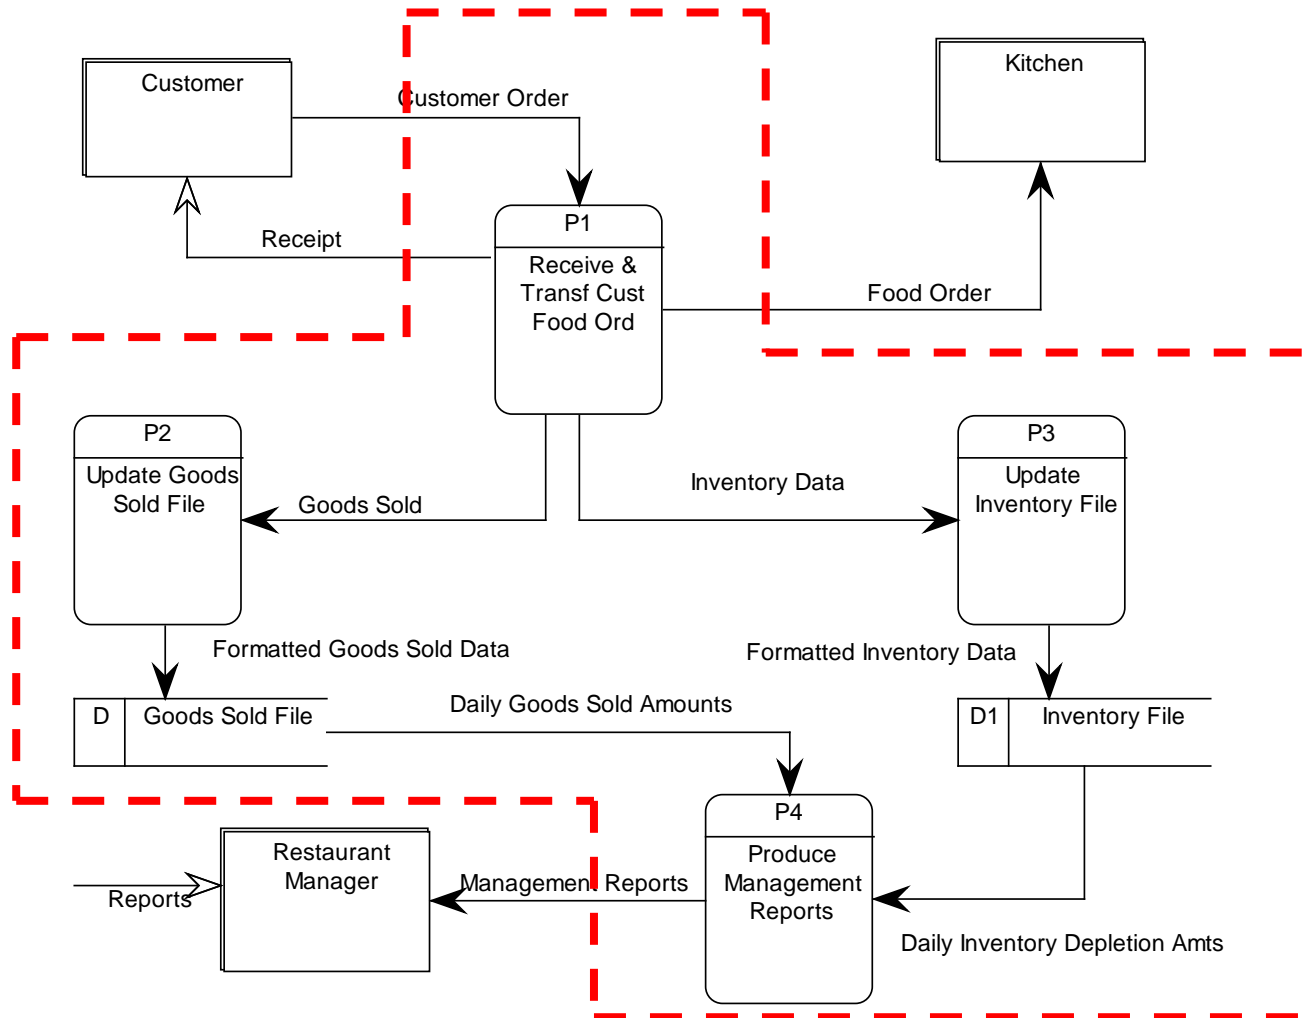 Customer
Kitchen
Customer Order
P1
Receipt
Receive &
Transf Cust
Food Ord
Food Order
P2
Update Goods
Sold File
P3
Update
Inventory File
Goods Sold
Inventory Data
Formatted Goods Sold Data
Formatted Inventory Data
D
Goods Sold File
Daily Goods Sold Amounts
D1
Inventory File
P4
Produce
Management
Reports
Restaurant
Manager
Reports
Management Reports
Daily Inventory Depletion Amts